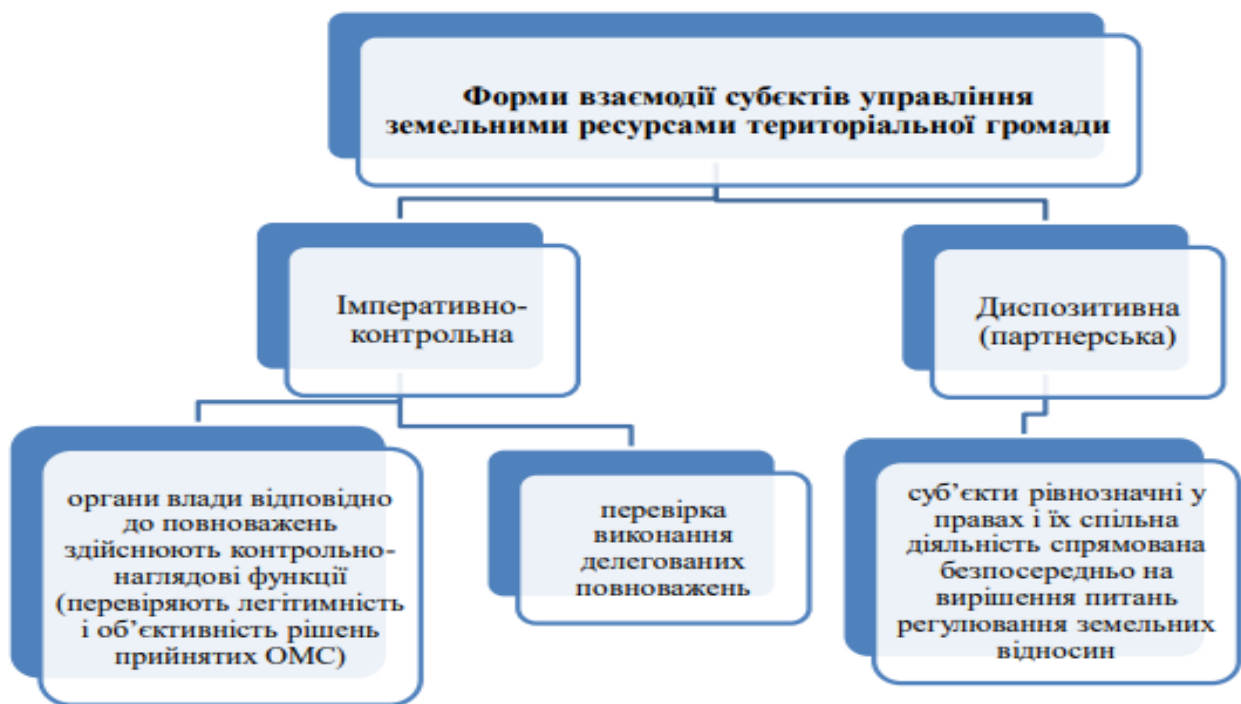 Форми взаємодії субєктів управління
земельними ресурсами територіальної громади
Імперативно-
контрольна
Диспозитивна
(партнерська)
органи влади відповідно
до повноважень
здійснюють контрольно-
наглядові функції
(перевіряють легітимність
і об’єктивність рішень
прийнятих ОМС)
перевірка
виконання
делегованих
повноважень
суб’єкти рівнозначні у
правах і їх спільна
діяльність спрямована
безпосередньо на
вирішення питань
регулювання земельних
відносин